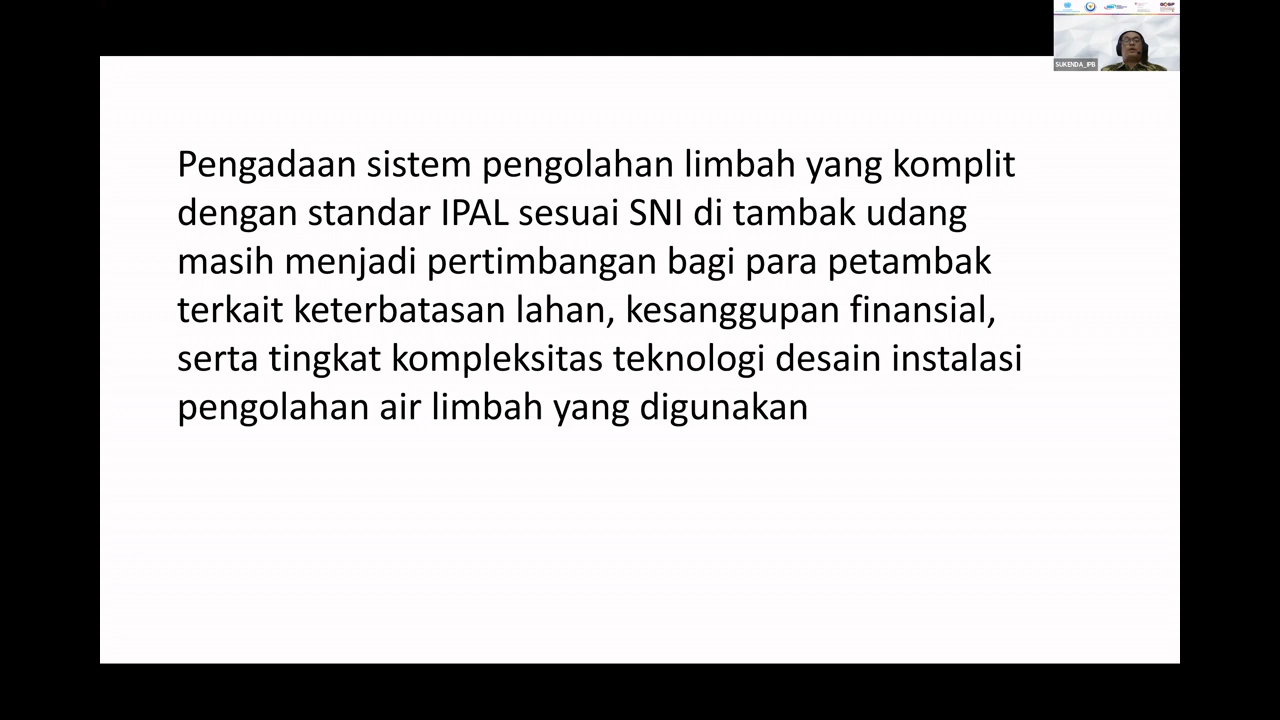 SUKENDA_IPB
Pengadaan sistem pengolahan limbah yang komplit
dengan standar IPAL sesuai SNI di tambak udang
masih menjadi pertimbangan bagi para petambak
terkait keterbatasan lahan, kesanggupan finansial,
serta tingkat kompleksitas teknologi desain instalasi
pengolahan air limbah yang digunakan